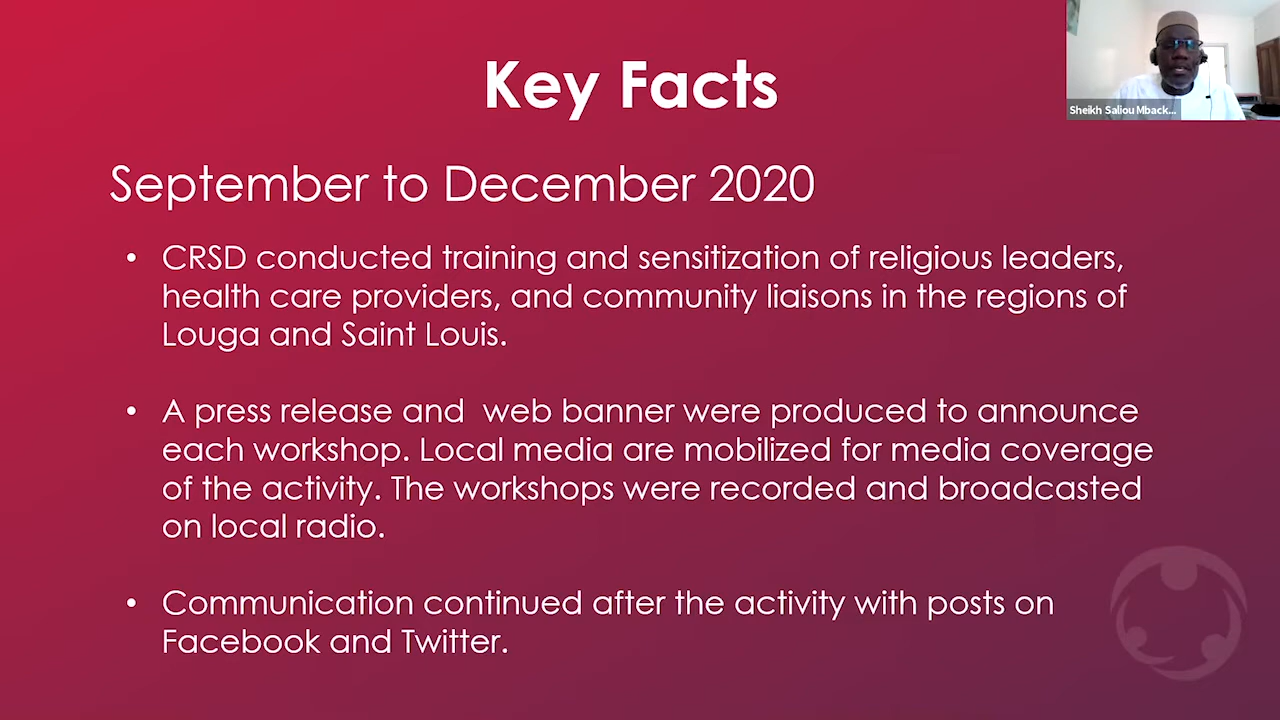 Key Facts
Sheikh Saliou Mback...
September to December 2020
• CRSD conducted training and sensitization of religious leaders,
health care providers, and community liaisons in the regions of
Louga and Saint Louis.
• A press release and  web banner were produced to announce
each workshop. Local media are mobilized for media coverage
of the activity. The workshops were recorded and broadcasted
on local radio.
• Communication continued after the activity with posts on
Facebook and Twitter.